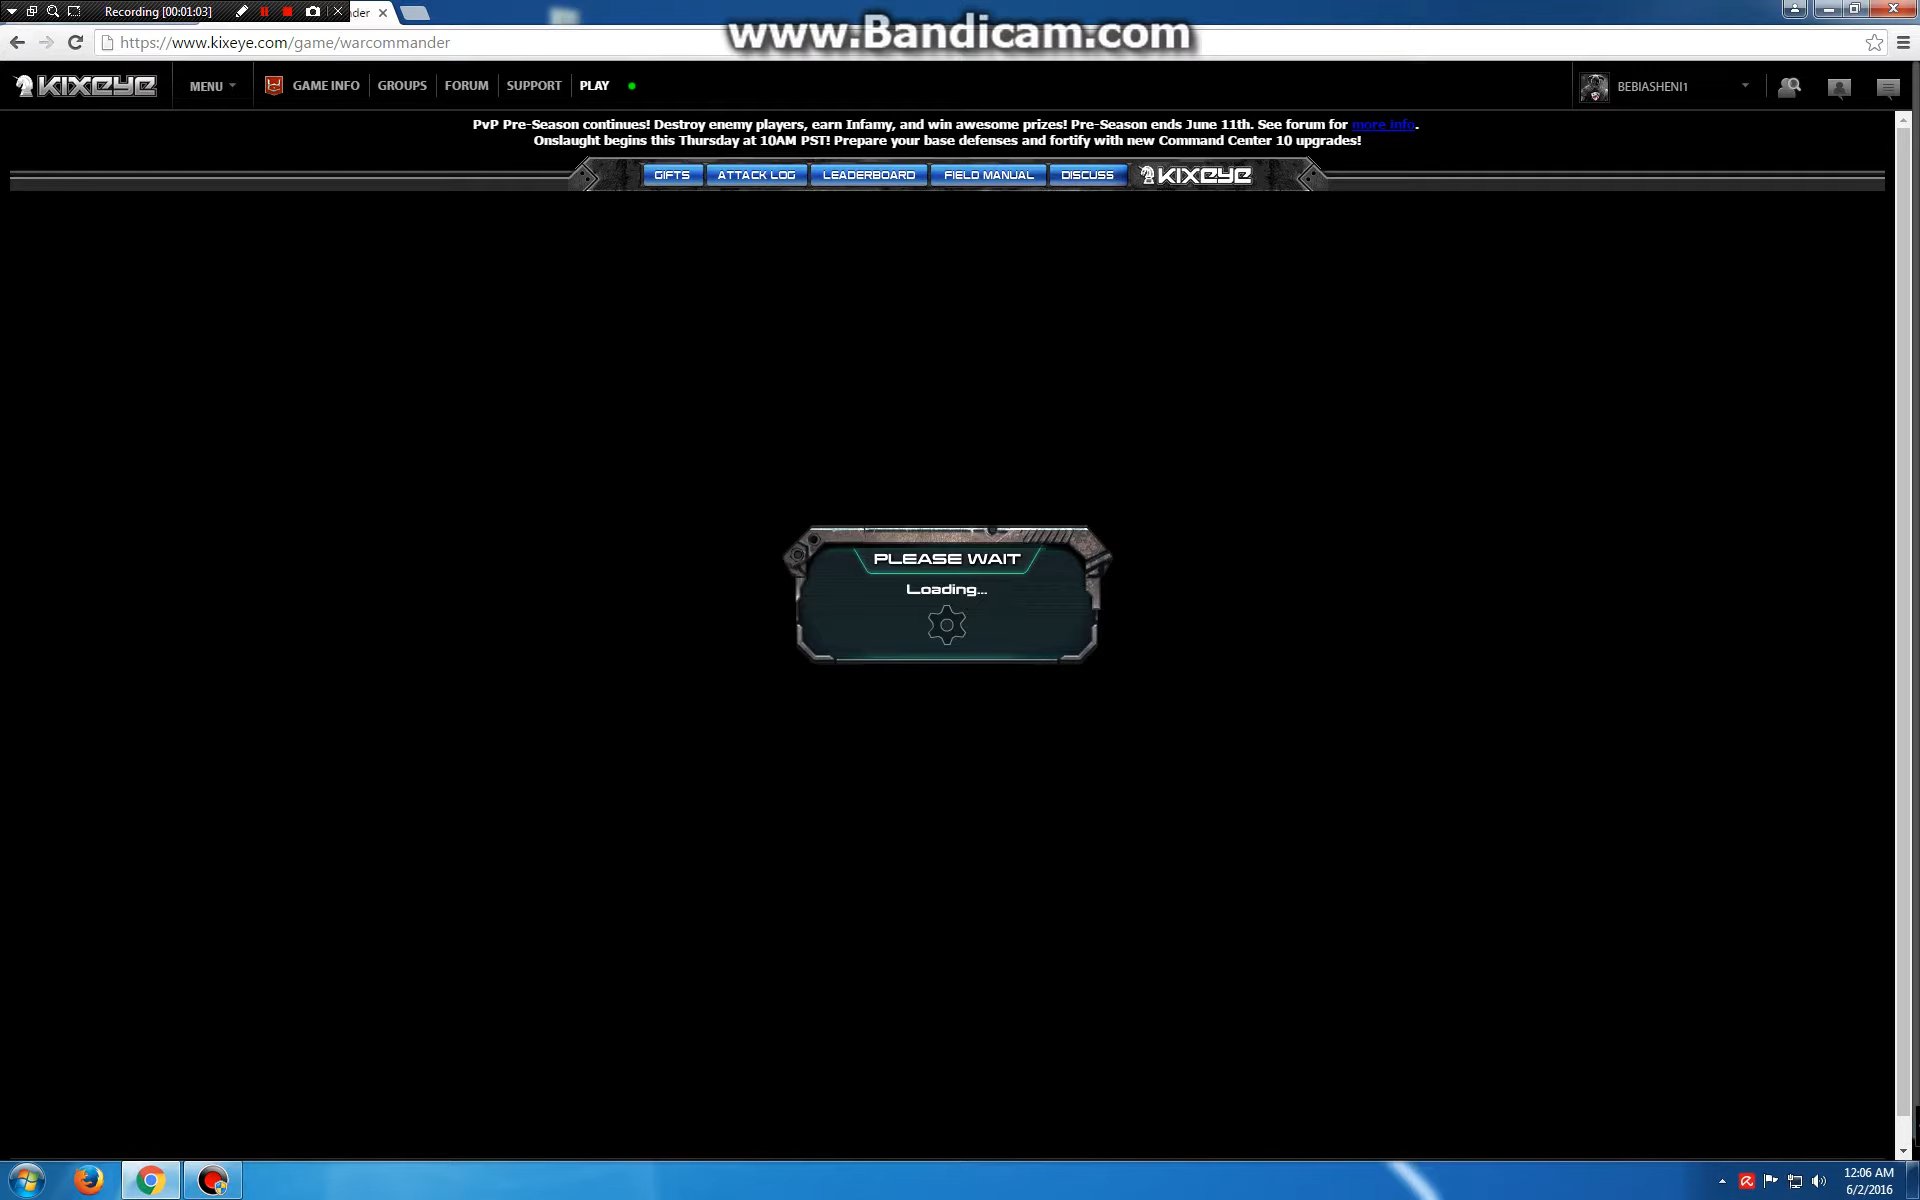 Recording [00:01:03]
nder
www.Bandicam.com
https://www.kixeye.com/game/warcommander
KIXEYE
MENU
GAME INFO
GROUPS
FORUM
SUPPORT
PLAY
BEBIASHENI1
PvP Pre-Season continues! Destroy enemy players, earn Infamy, and win awesome prizes! Pre-Season ends June 11th. See forum for more info.
Onslaught begins this Thursday at 10AM PST! Prepare your base defenses and fortify with new Command Center 10 upgrades!
GIFTS
ATTACK LOG
LEADERBOARD
FIELD MANUAL
DISCUSS
KIXEYE
PLEASE WAIT
Loading...
12:06 AM
6/2/2016